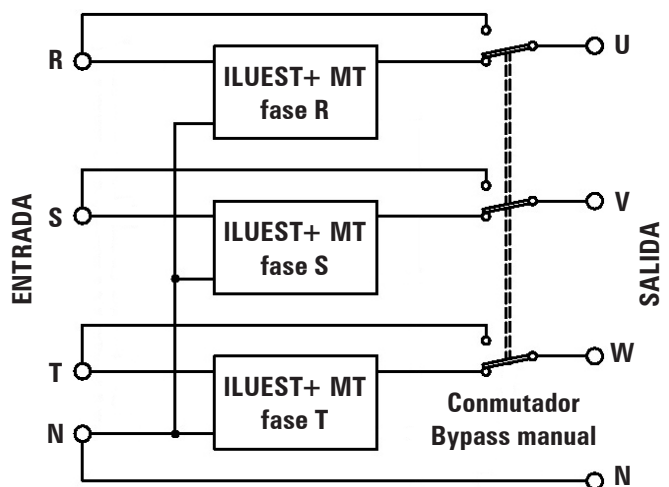 R
ILUEST+ MT
fase R
U
ENTRADA
S
ILUEST+ MT
fase S
V
SALIDA
T
ILUEST+ MT
fase T
W
N
Conmutador
Bypass manual
N